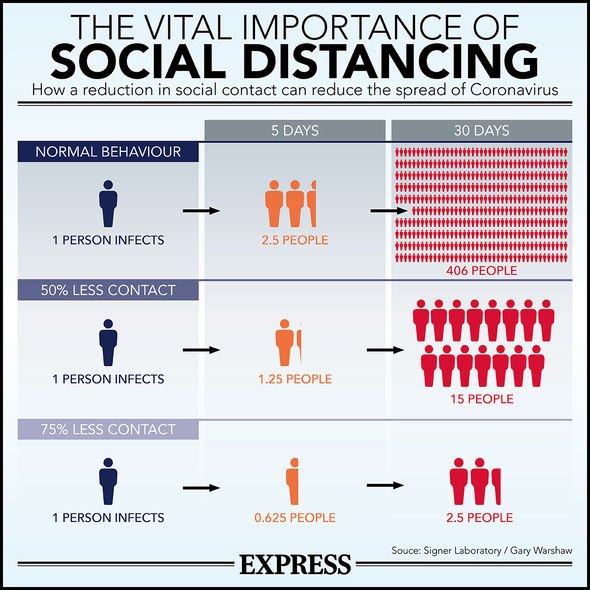 THE VITAL IMPORTANCE OF
SOCIAL DISTANCING
How a reduction in social contact can reduce the spread of Coronavirus
5 DAYS
30 DAYS
NORMAL BEHAVIOUR
1 PERSON INFECTS
2.5 PEOPLE
406 PEOPLE
50% LESS CONTACT
1 PERSON INFECTS
1.25 PEOPLE
15 PEOPLE
75% LESS CONTACT
1 PERSON INFECTS
0.625 PEOPLE
2.5 PEOPLE
Souce: Signer Laboratory / Gary Warshaw
EXPRESS